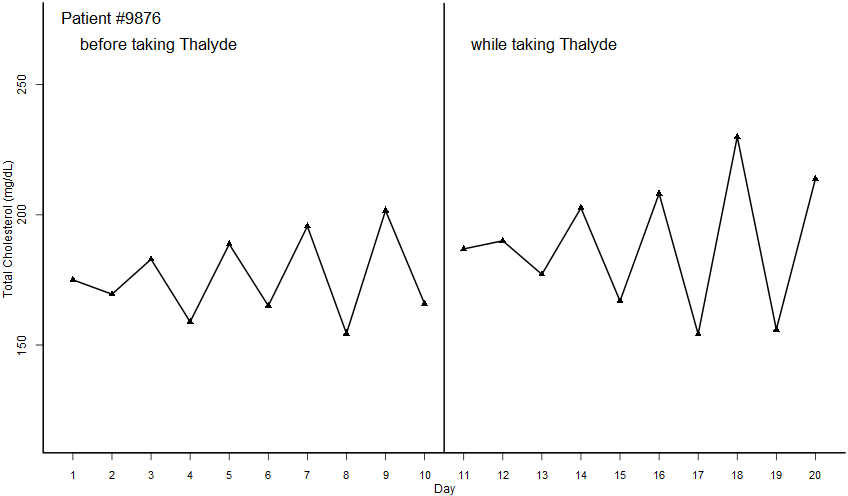 Patient #9876
before taking Thalyde
while taking Thalyde
250
200
150
Total Cholesterol (mg/dL)
1 2 3 4 5 6 7 8 9 10 11 12 13 14 15 16 17 18 19 20
Day